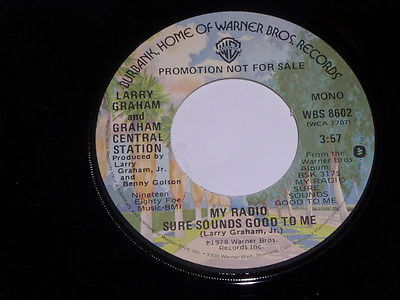 BURBANK, HOME OF WARNER BROS. RECORDS
WB
PROMOTION NOT FOR SALE
LARRY
GRAHAM
and
GRAHAM
CENTRAL
STATION
Produced by
Larry
Graham, Jr.
and
Benny Golson
Nineteen
Eighty Foe
Music-BMI
MONO
WBS 8602
(WCA 7707)
3:57
From the
Warner Bros.
Album
BSK 3175
MY RADIO
SURE
SOUNDS
GOOD TO ME
MY RADIO
SURE SOUNDS GOOD TO ME
(Larry Graham, Jr.)
℗1978 Warner Bros.
Records Inc.